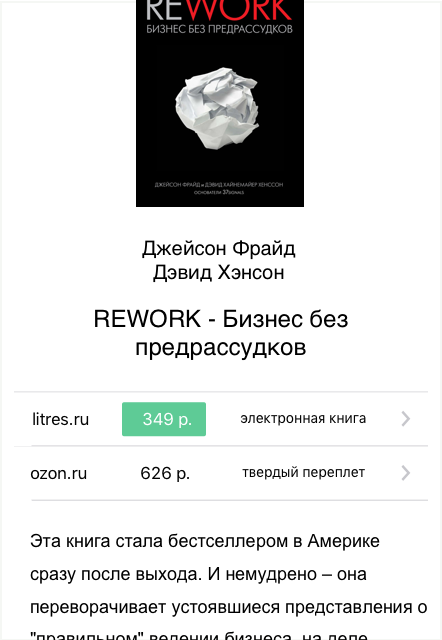 REWORK
БИЗНЕС БЕЗ ПРЕДРАССУДКОВ
ДЖЕЙСОН ФРАЙД и ДЭВИД ХАЙНЕМАЙЕР ХЕНССОН
ОСНОВАТЕЛИ 37SIGNALS
Джейсон Фрайд
Дэвид Хэнсон
REWORK - Бизнес без
предрассудков
litres.ru 349 р. электронная книга
ozon.ru 626 р. твердый переплет
Эта книга стала бестселлером в Америке
сразу после выхода. И немудрено – она
переворачивает устоявшиеся представления о
"правильном" ведении бизнеса, на деле